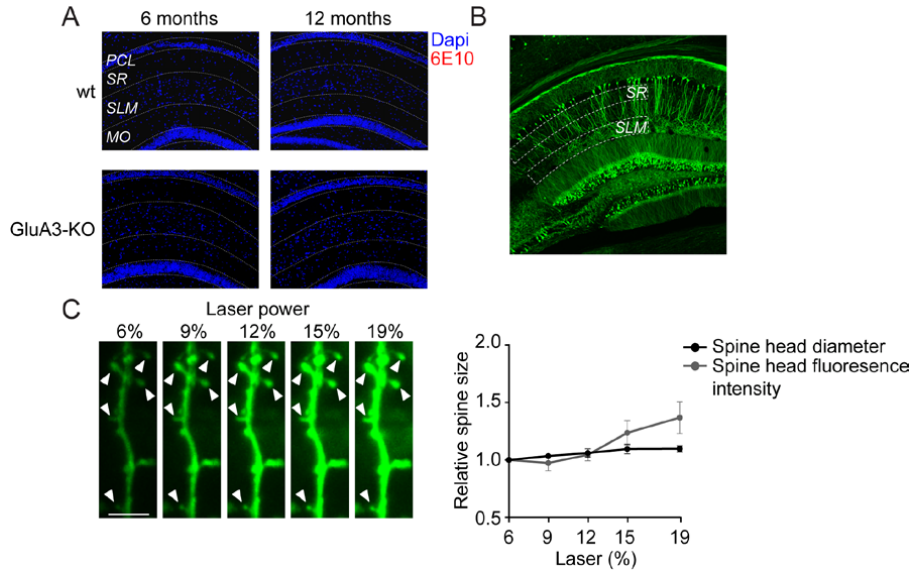 A
6 months
12 months
Dapi
6E10
wt
PCL
SR
SLM
MO
GluA3-KO
B
SR
SLM
C
Laser power
6% 9% 12% 15% 19%
Relative spine size
2.0
1.5
1.0
0.5
6 9 12 15 19
Laser (%)
Spine head diameter
Spine head fluoresence
intensity